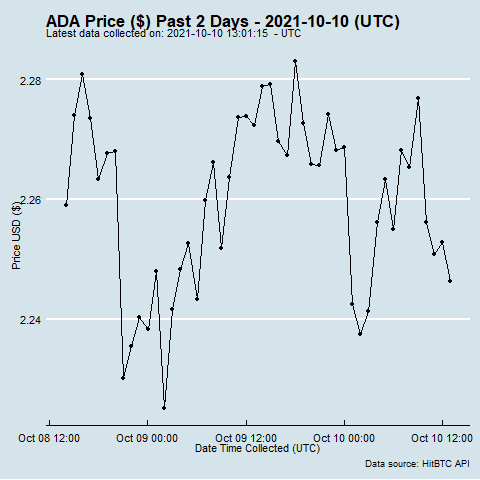 ADA Price ($) Past 2 Days - 2021-10-10 (UTC)
Latest data collected on: 2021-10-10 13:01:15 - UTC
2.28
2.26
2.24
Price USD ($)
Oct 08 12:00
Oct 09 00:00
Oct 09 12:00
Oct 10 00:00
Oct 10 12:00
Date Time Collected (UTC)
Data source: HitBTC API